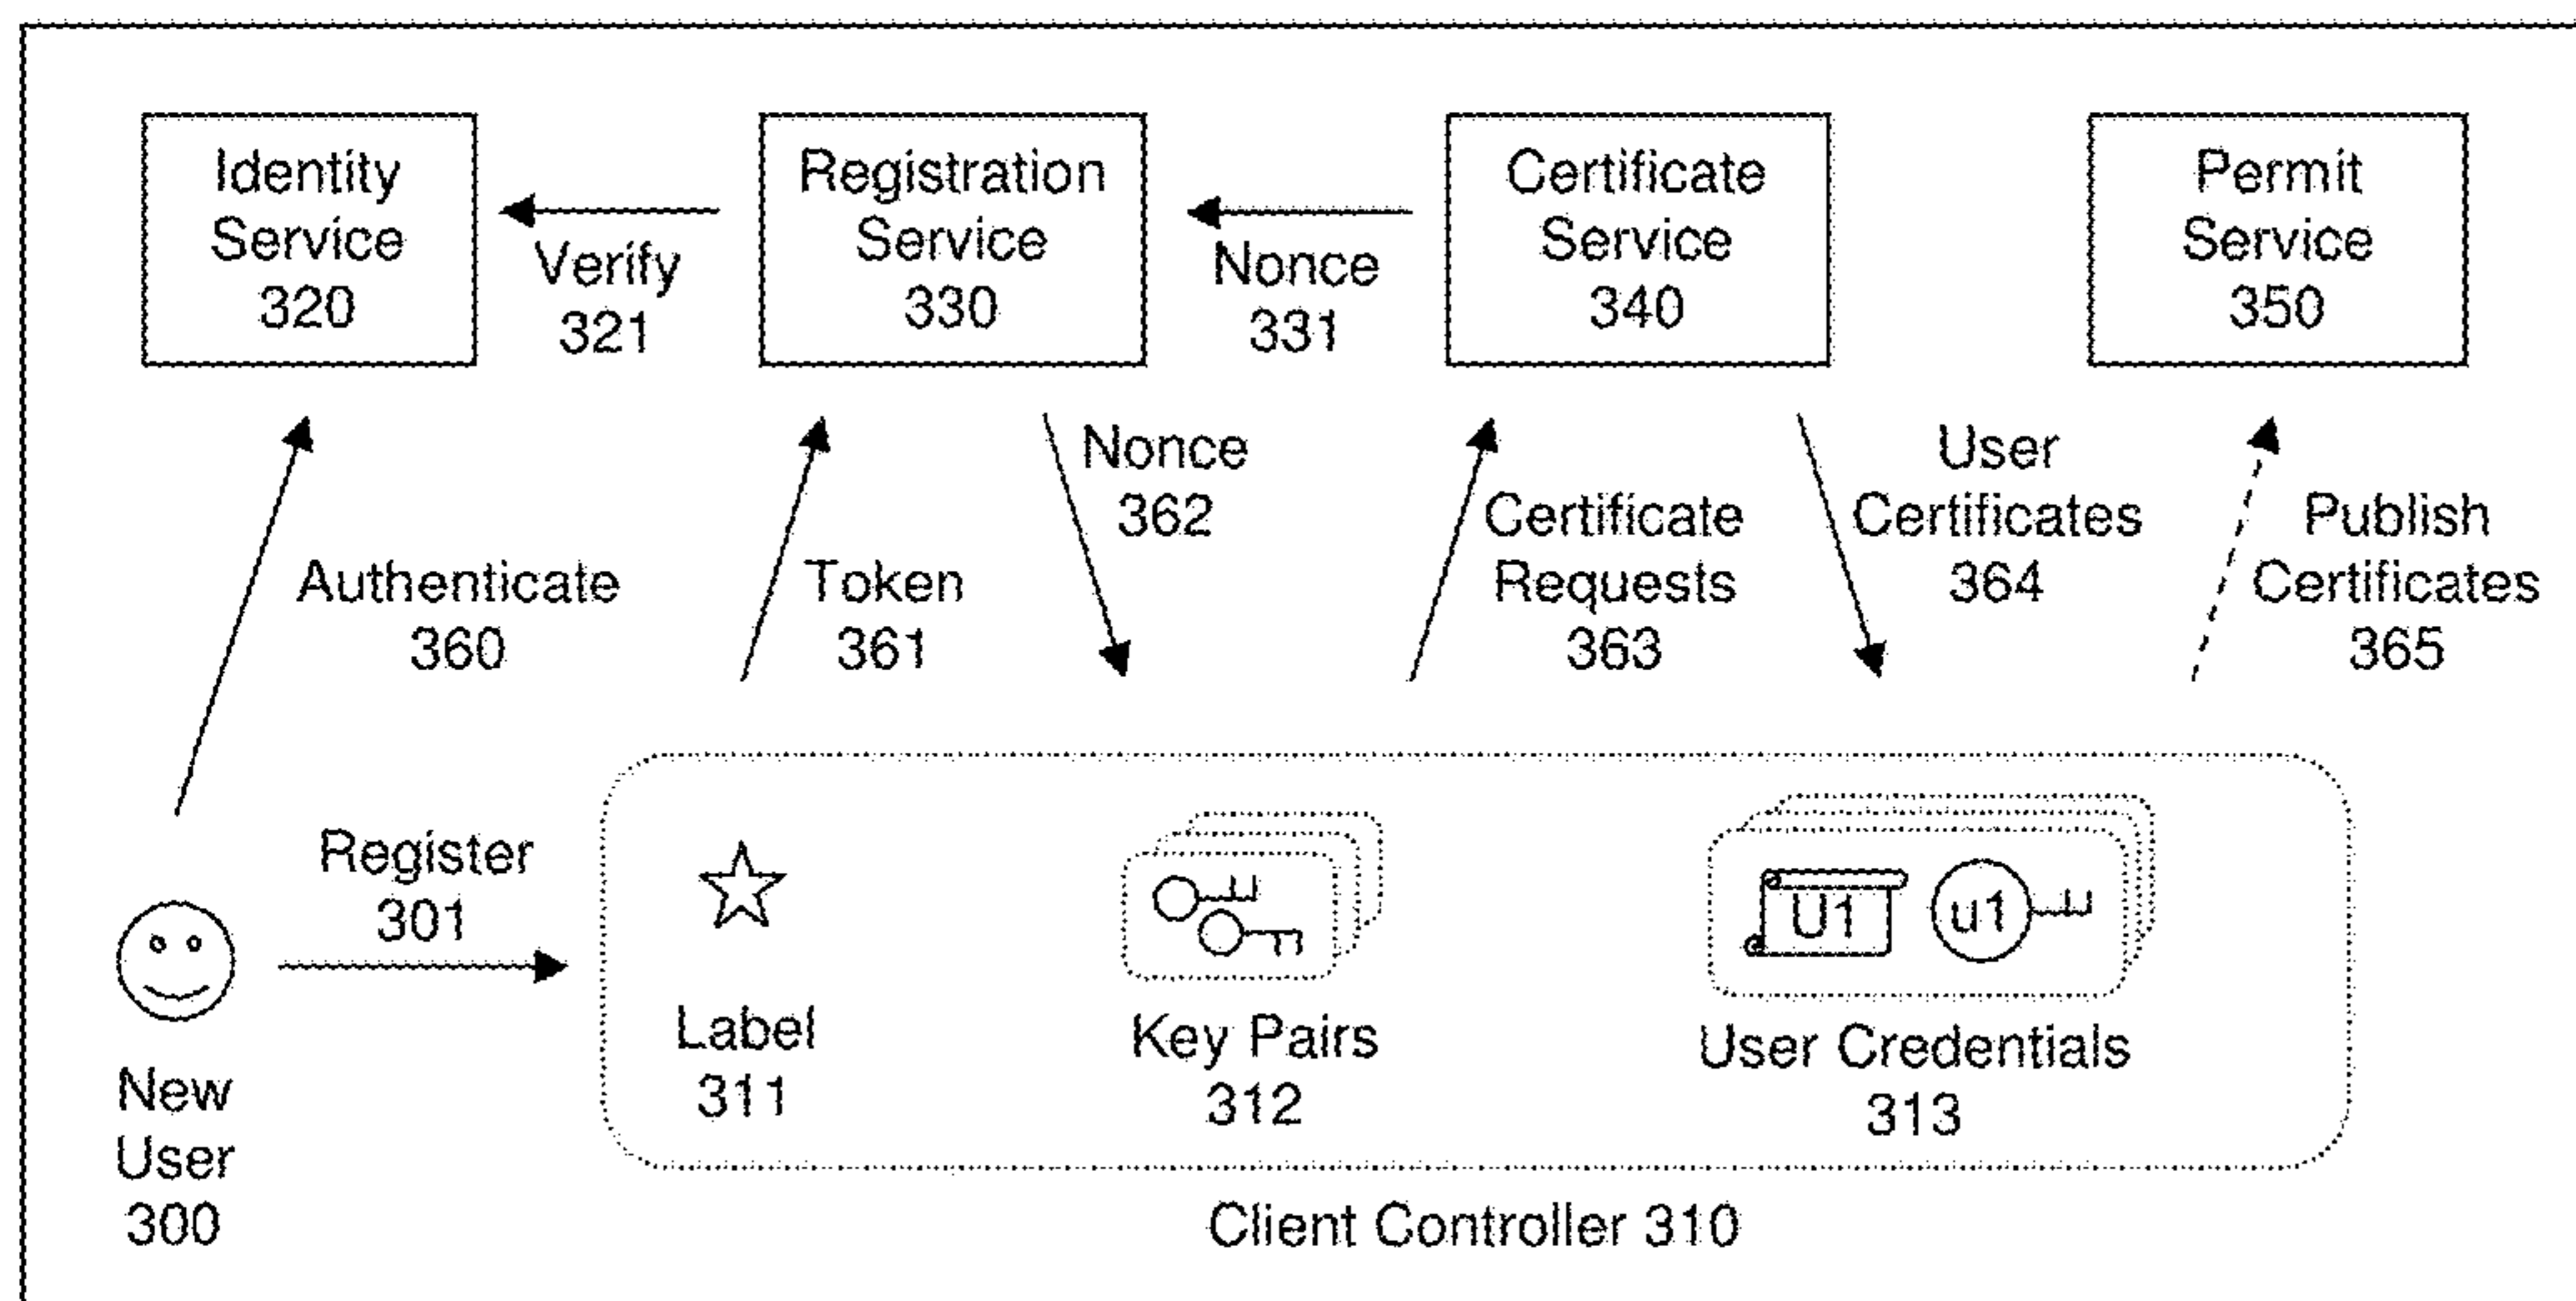 Identity
Service
320
Verify
321
Registration
Service
330
Nonce
331
Certificate
Service
340
Permit
Service
350
Authenticate
360
Token
361
Nonce
362
Certificate
Requests
363
User
Certificates
364
Publish
Certificates
365
Register
301
New
User
300
Label
311
Key Pairs
312
U1
u1
User Credentials
313
Client Controller 310